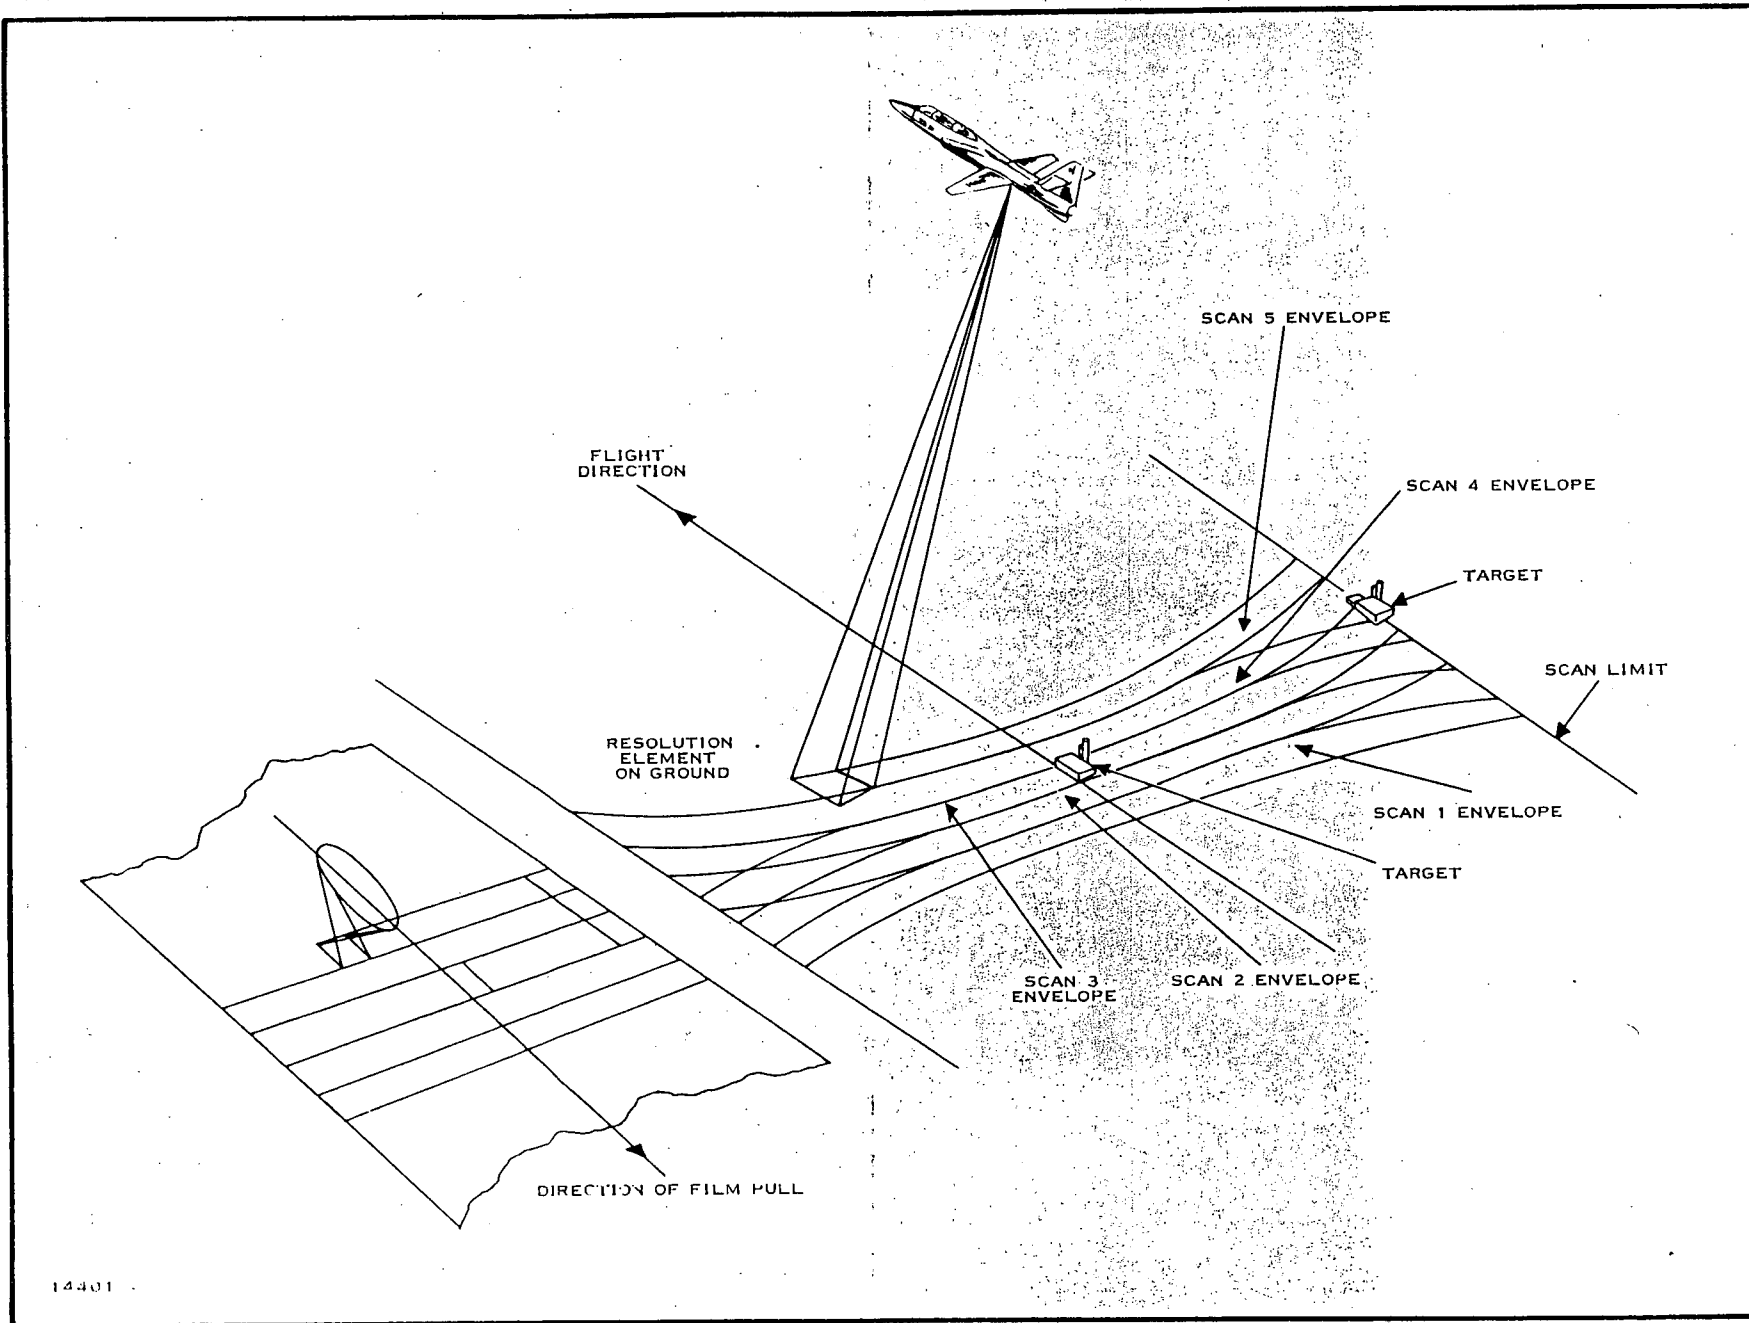 SCAN 5 ENVELOPE
FLIGHT
DIRECTION
SCAN 4 ENVELOPE
TARGET
SCAN LIMIT
RESOLUTION
ELEMENT
ON GROUND
SCAN 1 ENVELOPE
TARGET
SCAN 3
ENVELOPE
SCAN 2 ENVELOPE
DIRECTION OF FILM PULL
14401